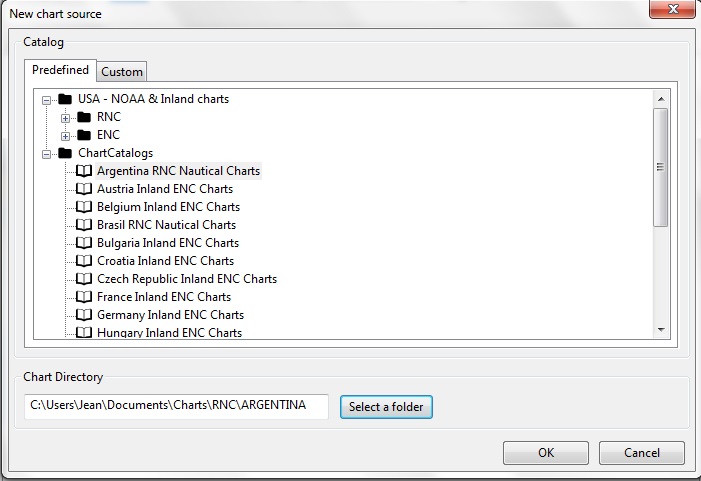 New chart source
Catalog
Predefined
Custom
USA - NOAA & Inland charts
RNC
ENC
ChartCatalogs
Argentina RNC Nautical Charts
Austria Inland ENC Charts
Belgium Inland ENC Charts
Brasil RNC Nautical Charts
Bulgaria Inland ENC Charts
Croatia Inland ENC Charts
Czech Republic Inland ENC Charts
France Inland ENC Charts
Germany Inland ENC Charts
Hungary Inland ENC Charts
Chart Directory
C:\Users\Jean\Documents\Charts\RNC\ARGENTINA
Select a folder
OK
Cancel